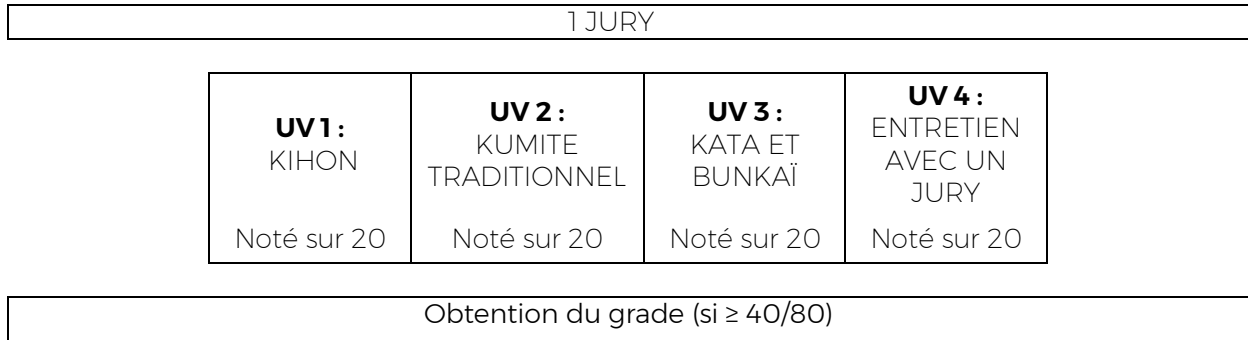 1 JURY
UV 1 :
KIHON
Noté sur 20
UV 2 :
KUMITE
TRADITIONNEL
Noté sur 20
UV 3 :
KATA ET
BUNKAÏ
Noté sur 20
UV 4 :
ENTRETIEN
AVEC UN
JURY
Noté sur 20
Obtention du grade (si ≥ 40/80)